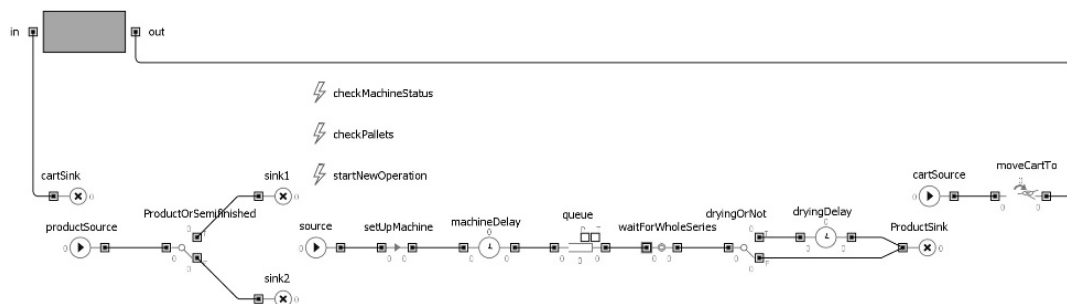 in
out
checkMachineStatus
checkPallets
startNewOperation
cartSink
sink1
cartSource
moveCartTo
productSource
ProductOrSemifinished
source
setUpMachine
machineDelay
queue
waitForWholeSeries
dryingOrNot
dryingDelay
ProductSink
sink2